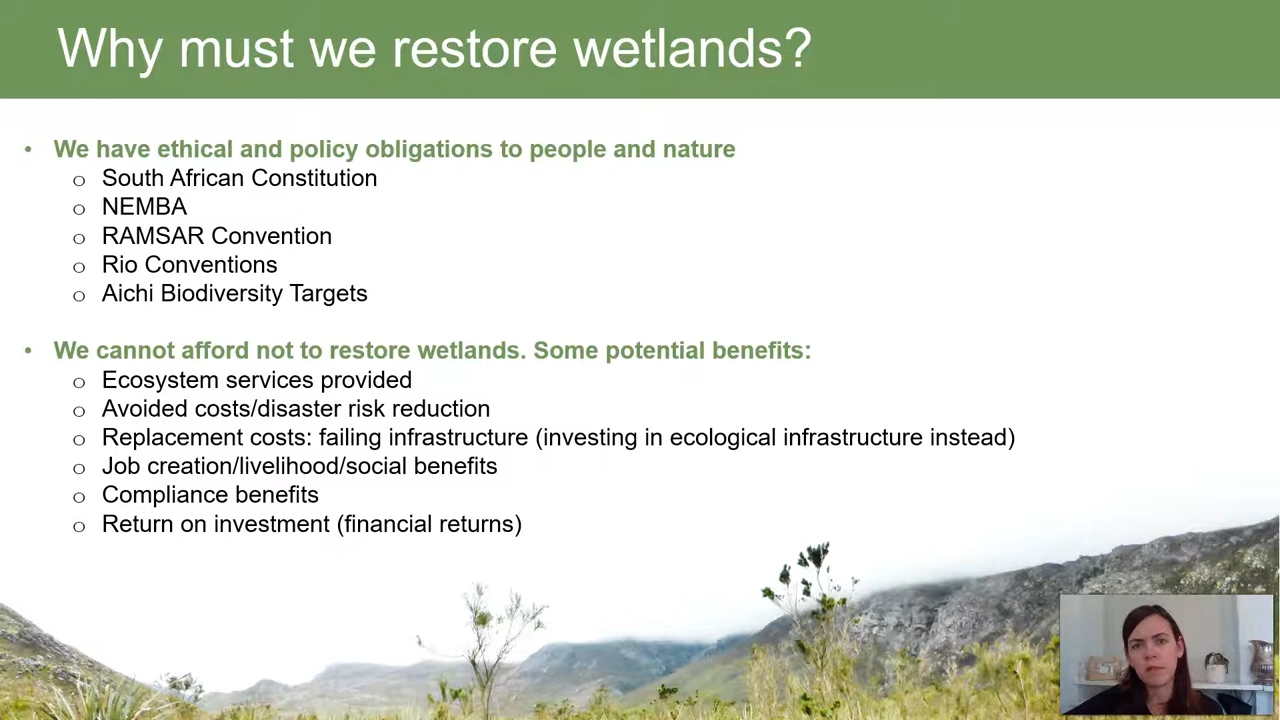 Why must we restore wetlands?
• We have ethical and policy obligations to people and nature
o South African Constitution
o NEMBA
o RAMSAR Convention
o Rio Conventions
o Aichi Biodiversity Targets
• We cannot afford not to restore wetlands. Some potential benefits:
o Ecosystem services provided
o Avoided costs/disaster risk reduction
o Replacement costs: failing infrastructure (investing in ecological infrastructure instead)
o Job creation/livelihood/social benefits
o Compliance benefits
o Return on investment (financial returns)